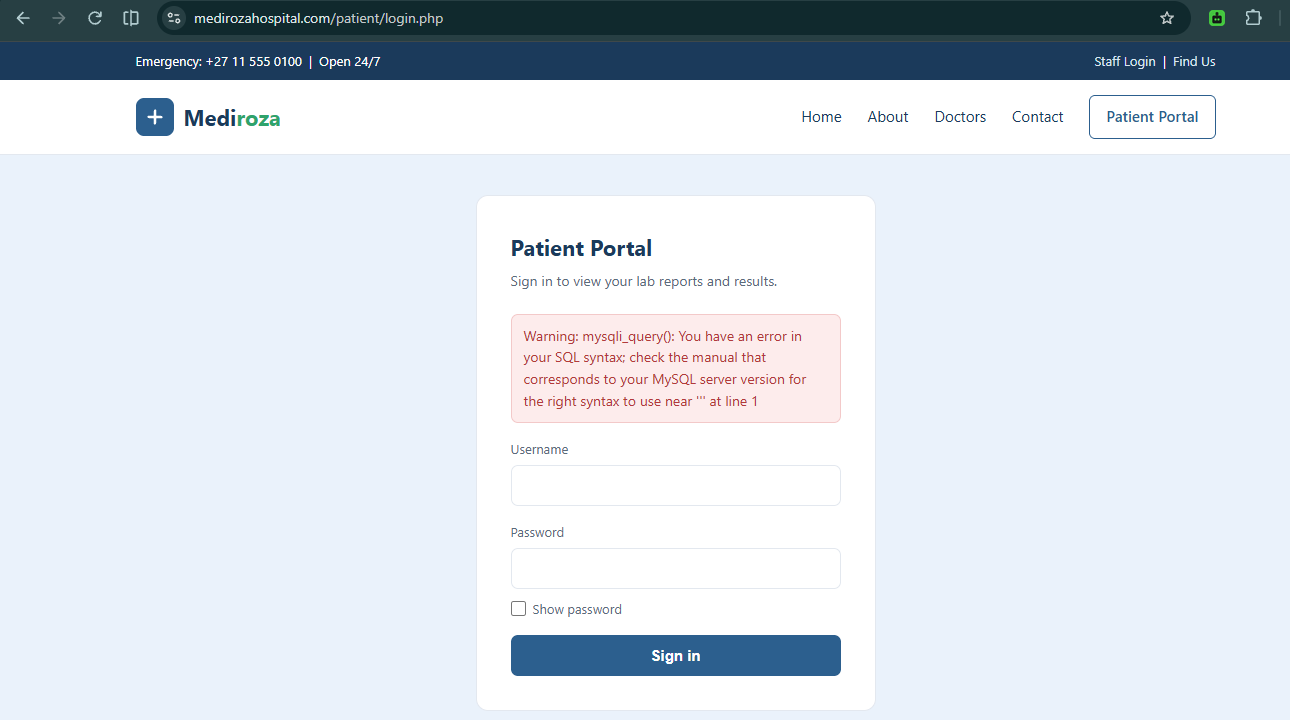 medirozahospital.com/patient/login.php
Emergency: +27 11 555 0100 | Open 24/7
Staff Login | Find Us
Mediroza
Home
About
Doctors
Contact
Patient Portal
Patient Portal
Sign in to view your lab reports and results.
Warning: mysqli_query(): You have an error in
your SQL syntax; check the manual that
corresponds to your MySQL server version for
the right syntax to use near ''' at line 1
Username
Password
Show password
Sign in